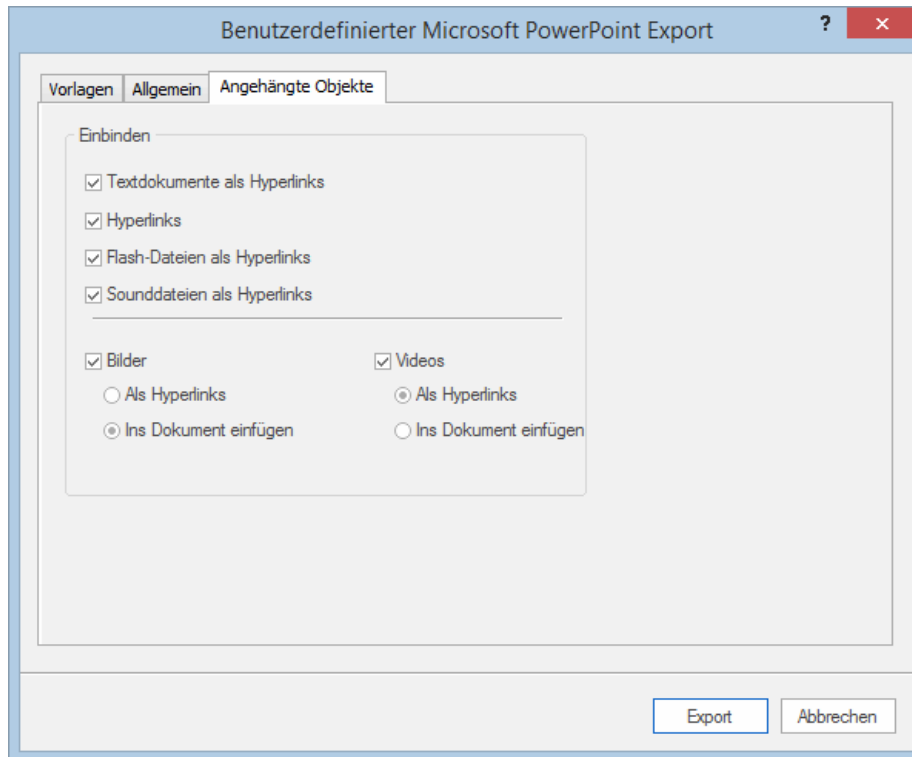 Benutzerdefinierter Microsoft PowerPoint Export ?
Vorlagen Allgemein Angehängte Objekte
Einbinden
Textdokumente als Hyperlinks
Hyperlinks
Flash-Dateien als Hyperlinks
Sounddateien als Hyperlinks
Bilder Videos
Als Hyperlinks Als Hyperlinks
Ins Dokument einfügen Ins Dokument einfügen
Export Abbrechen